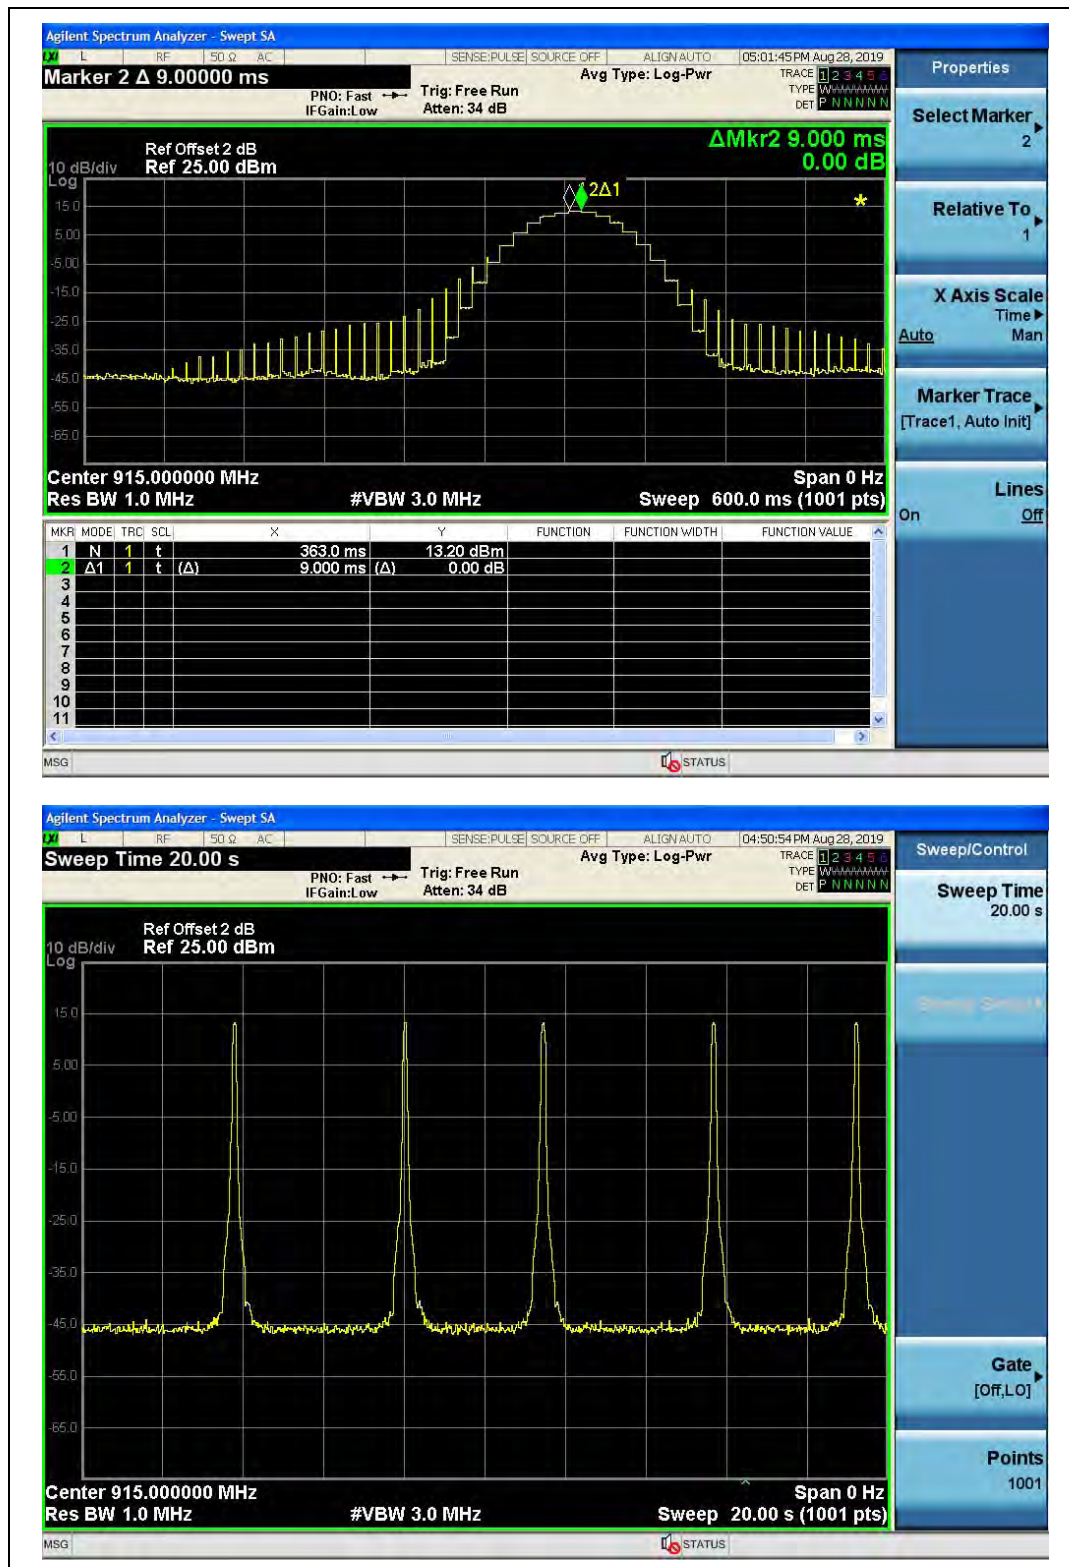 Agilent Spectrum Analyzer - Swept SA
LXI L RF 50 Ω AC SENSE:PULSE SOURCE OFF ALIGN AUTO 05:01:45 PM Aug 28, 2019
Marker 2 Δ 9.00000 ms
PNO: Fast
IFGain:Low
Trig: Free Run
Atten: 34 dB
Avg Type: Log-Pwr
TRACE 1 2 3 4 5 6
TYPE
DET P N N N N N
ΔMkr2 9.000 ms
0.00 dB
Ref Offset 2 dB
10 dB/div Ref 25.00 dBm
Log
2Δ1
15.0
5.00
-5.00
-15.0
-25.0
-35.0
-45.0
-55.0
-65.0
Center 915.000000 MHz Span 0 Hz
Res BW 1.0 MHz #VBW 3.0 MHz Sweep 600.0 ms (1001 pts)
MKR MODE TRC SCL X Y FUNCTION FUNCTION WIDTH FUNCTION VALUE
1 N 1 t 363.0 ms 13.20 dBm
2 Δ1 1 t (Δ) 9.000 ms (Δ) 0.00 dB
3
4
5
6
7
8
9
10
11
MSG STATUS
Properties
Select Marker
2
Relative To
1
X Axis Scale
Time
Auto Man
Marker Trace
[Trace1, Auto Init]
Lines
On Off
Agilent Spectrum Analyzer - Swept SA
LXI L RF 50 Ω AC SENSE:PULSE SOURCE OFF ALIGN AUTO 04:50:54 PM Aug 28, 2019
Sweep Time 20.00 s
PNO: Fast
IFGain:Low
Trig: Free Run
Atten: 34 dB
Avg Type: Log-Pwr
TRACE 1 2 3 4 5 6
TYPE
DET P N N N N N
Ref Offset 2 dB
10 dB/div Ref 25.00 dBm
Log
15.0
5.00
-5.00
-15.0
-25.0
-35.0
-45.0
-55.0
-65.0
Center 915.000000 MHz Span 0 Hz
Res BW 1.0 MHz #VBW 3.0 MHz Sweep 20.00 s (1001 pts)
MSG STATUS
Sweep/Control
Sweep Time
20.00 s
Gate
[Off,LO]
Points
1001